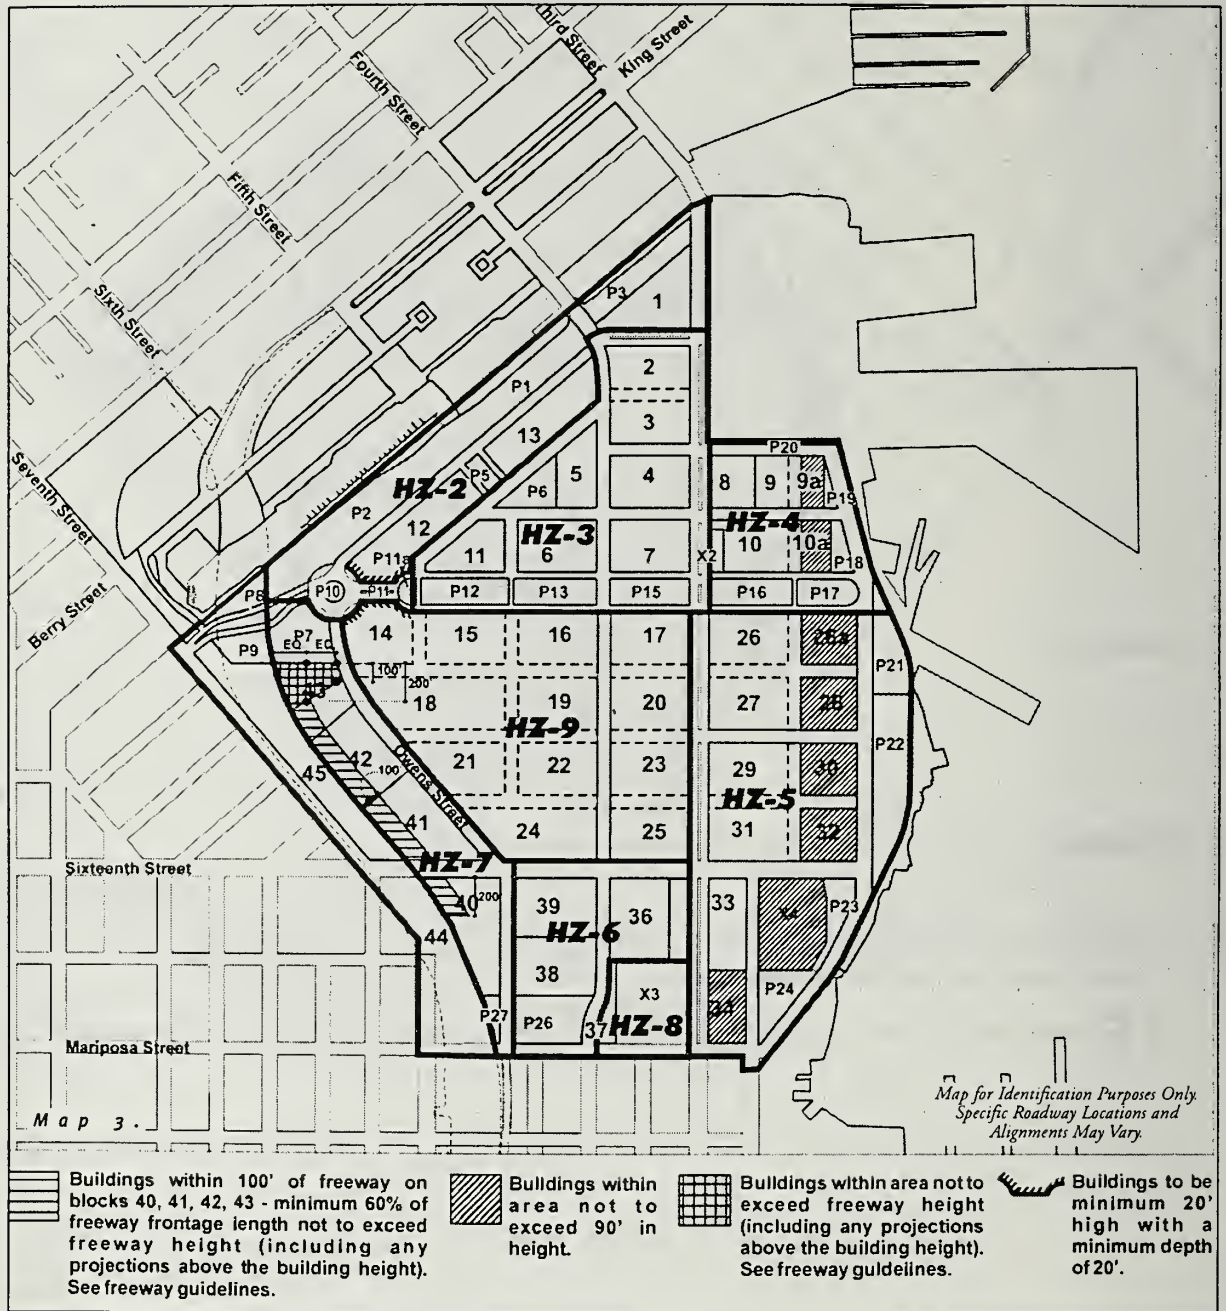 Third Street
King Street
Fourth Street
Fifth Street
Sixth Street
Seventh Street
Berry Street
P3
1
2
P1
3
13
P20
P5
5
4
8
9
9a
P6
P19
HZ-2
P2
12
HZ-3
HZ-4
P11a
11
6
7
X2
10
10a
P18
P8
P10
P11
P12
P13
P15
P16
P17
P7
14
15
16
17
26
26a
P9
EQ
EQ
P21
100'
200'
43
18
19
20
27
28
HZ-9
P22
42
Owens Street
45
100'
21
22
23
29
30
HZ-5
41
24
25
31
32
Sixteenth Street
HZ-7
40
200'
39
36
33
X4
P23
HZ-6
44
38
X3
P24
P27
P26
37
HZ-8
34
Mariposa Street
Map 3.
Map for Identification Purposes Only.
Specific Roadway Locations and
Alignments May Vary.
Buildings within 100' of freeway on
blocks 40, 41, 42, 43 - minimum 60% of
freeway frontage length not to exceed
freeway height (including any
projections above the building height).
See freeway guidelines.
Buildings within
area not to
exceed 90' in
height.
Buildings within area not to
exceed freeway height
(including any projections
above the building height).
See freeway guidelines.
Buildings to be
minimum 20'
high with a
minimum depth
of 20'.